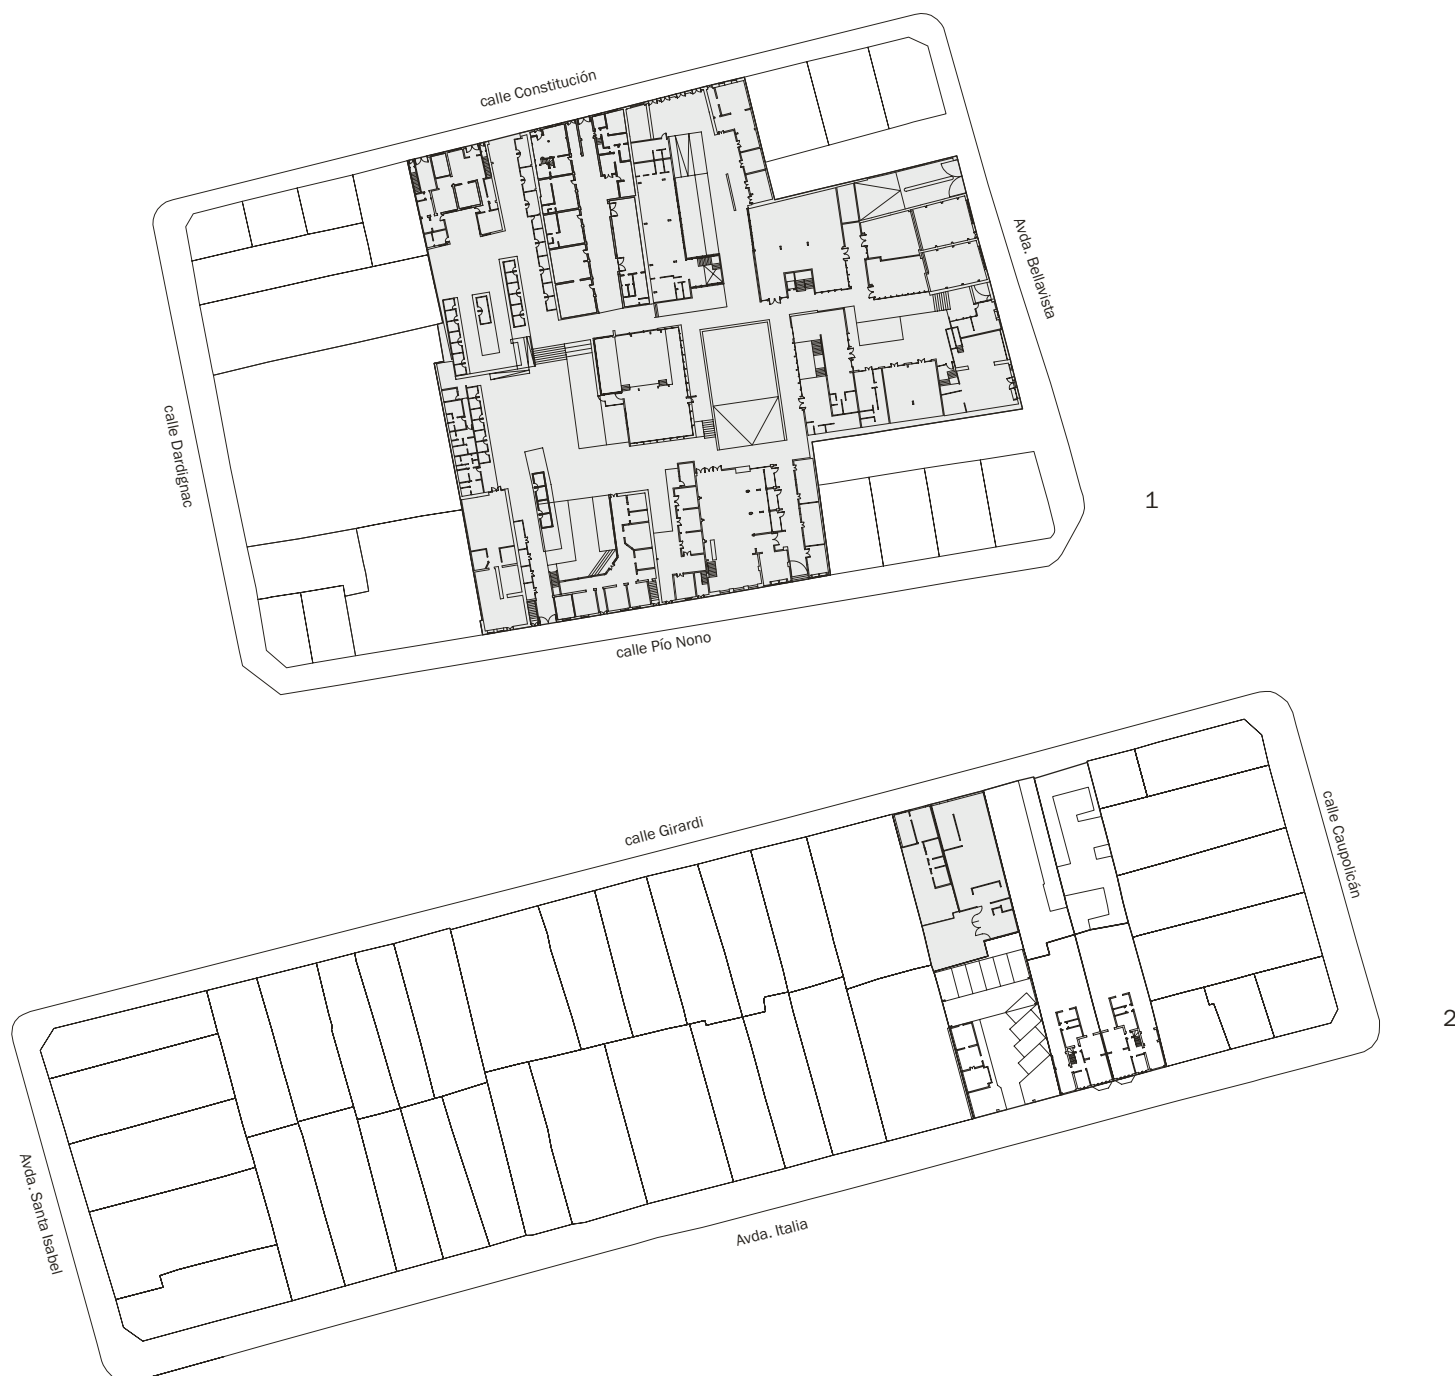 calle Constitución
Avda. Bellavista
calle Dardignac
1
calle Pío Nono
calle Girardi
calle Caupolicán
2
Avda. Santa Isabel
Avda. Italia